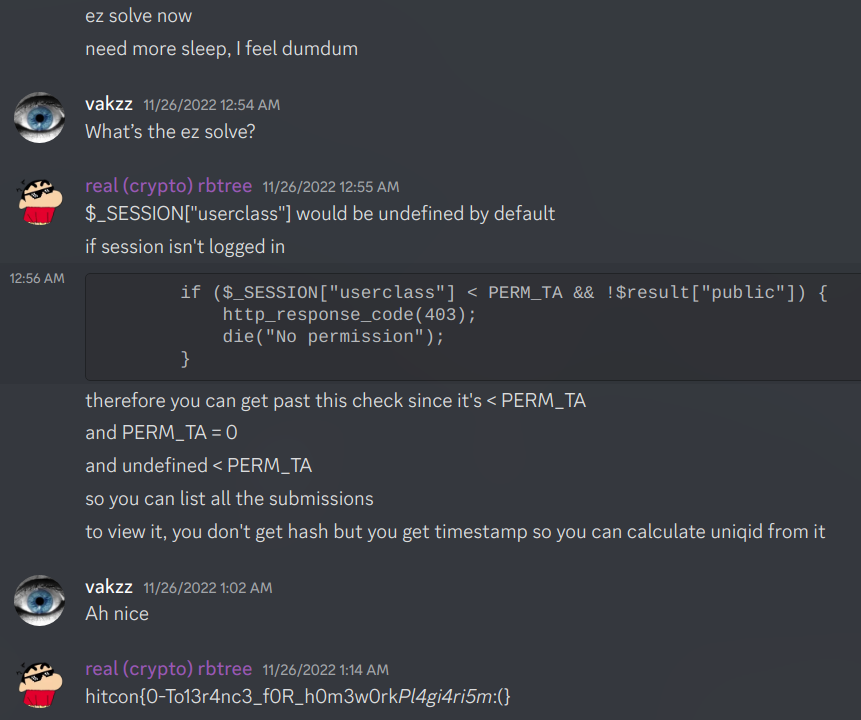 ez solve now
need more sleep, I feel dumdum
vakzz 11/26/2022 12:54 AM
What's the ez solve?
real (crypto) rbtree 11/26/2022 12:55 AM
$_SESSION["userclass"] would be undefined by default
if session isn't logged in
12:56 AM
if ($_SESSION["userclass"] < PERM_TA && !$result["public"]) {
http_response_code(403);
die("No permission");
}
therefore you can get past this check since it's < PERM_TA
and PERM_TA = 0
and undefined < PERM_TA
so you can list all the submissions
to view it, you don't get hash but you get timestamp so you can calculate uniqid from it
vakzz 11/26/2022 1:02 AM
Ah nice
real (crypto) rbtree 11/26/2022 1:14 AM
hitcon{0-To13r4nc3_f0R_h0m3w0rkPl4gi4ri5m:(}